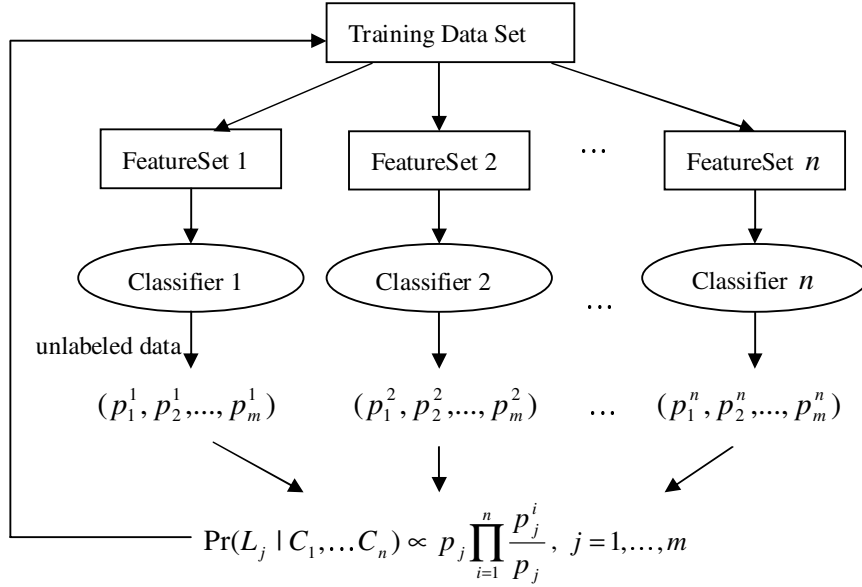 Training Data Set
FeatureSet 1 FeatureSet 2 … FeatureSet n
Classifier 1 Classifier 2 … Classifier n
unlabeled data
(p_1^1, p_2^1,..., p_m^1) (p_1^2, p_2^2,..., p_m^2) … (p_1^n, p_2^n,..., p_m^n)
Pr(L_j | C_1,…C_n) ∝ p_j ∏_{i=1}^{n} \frac{p_j^i}{p_j}, j = 1,…,m